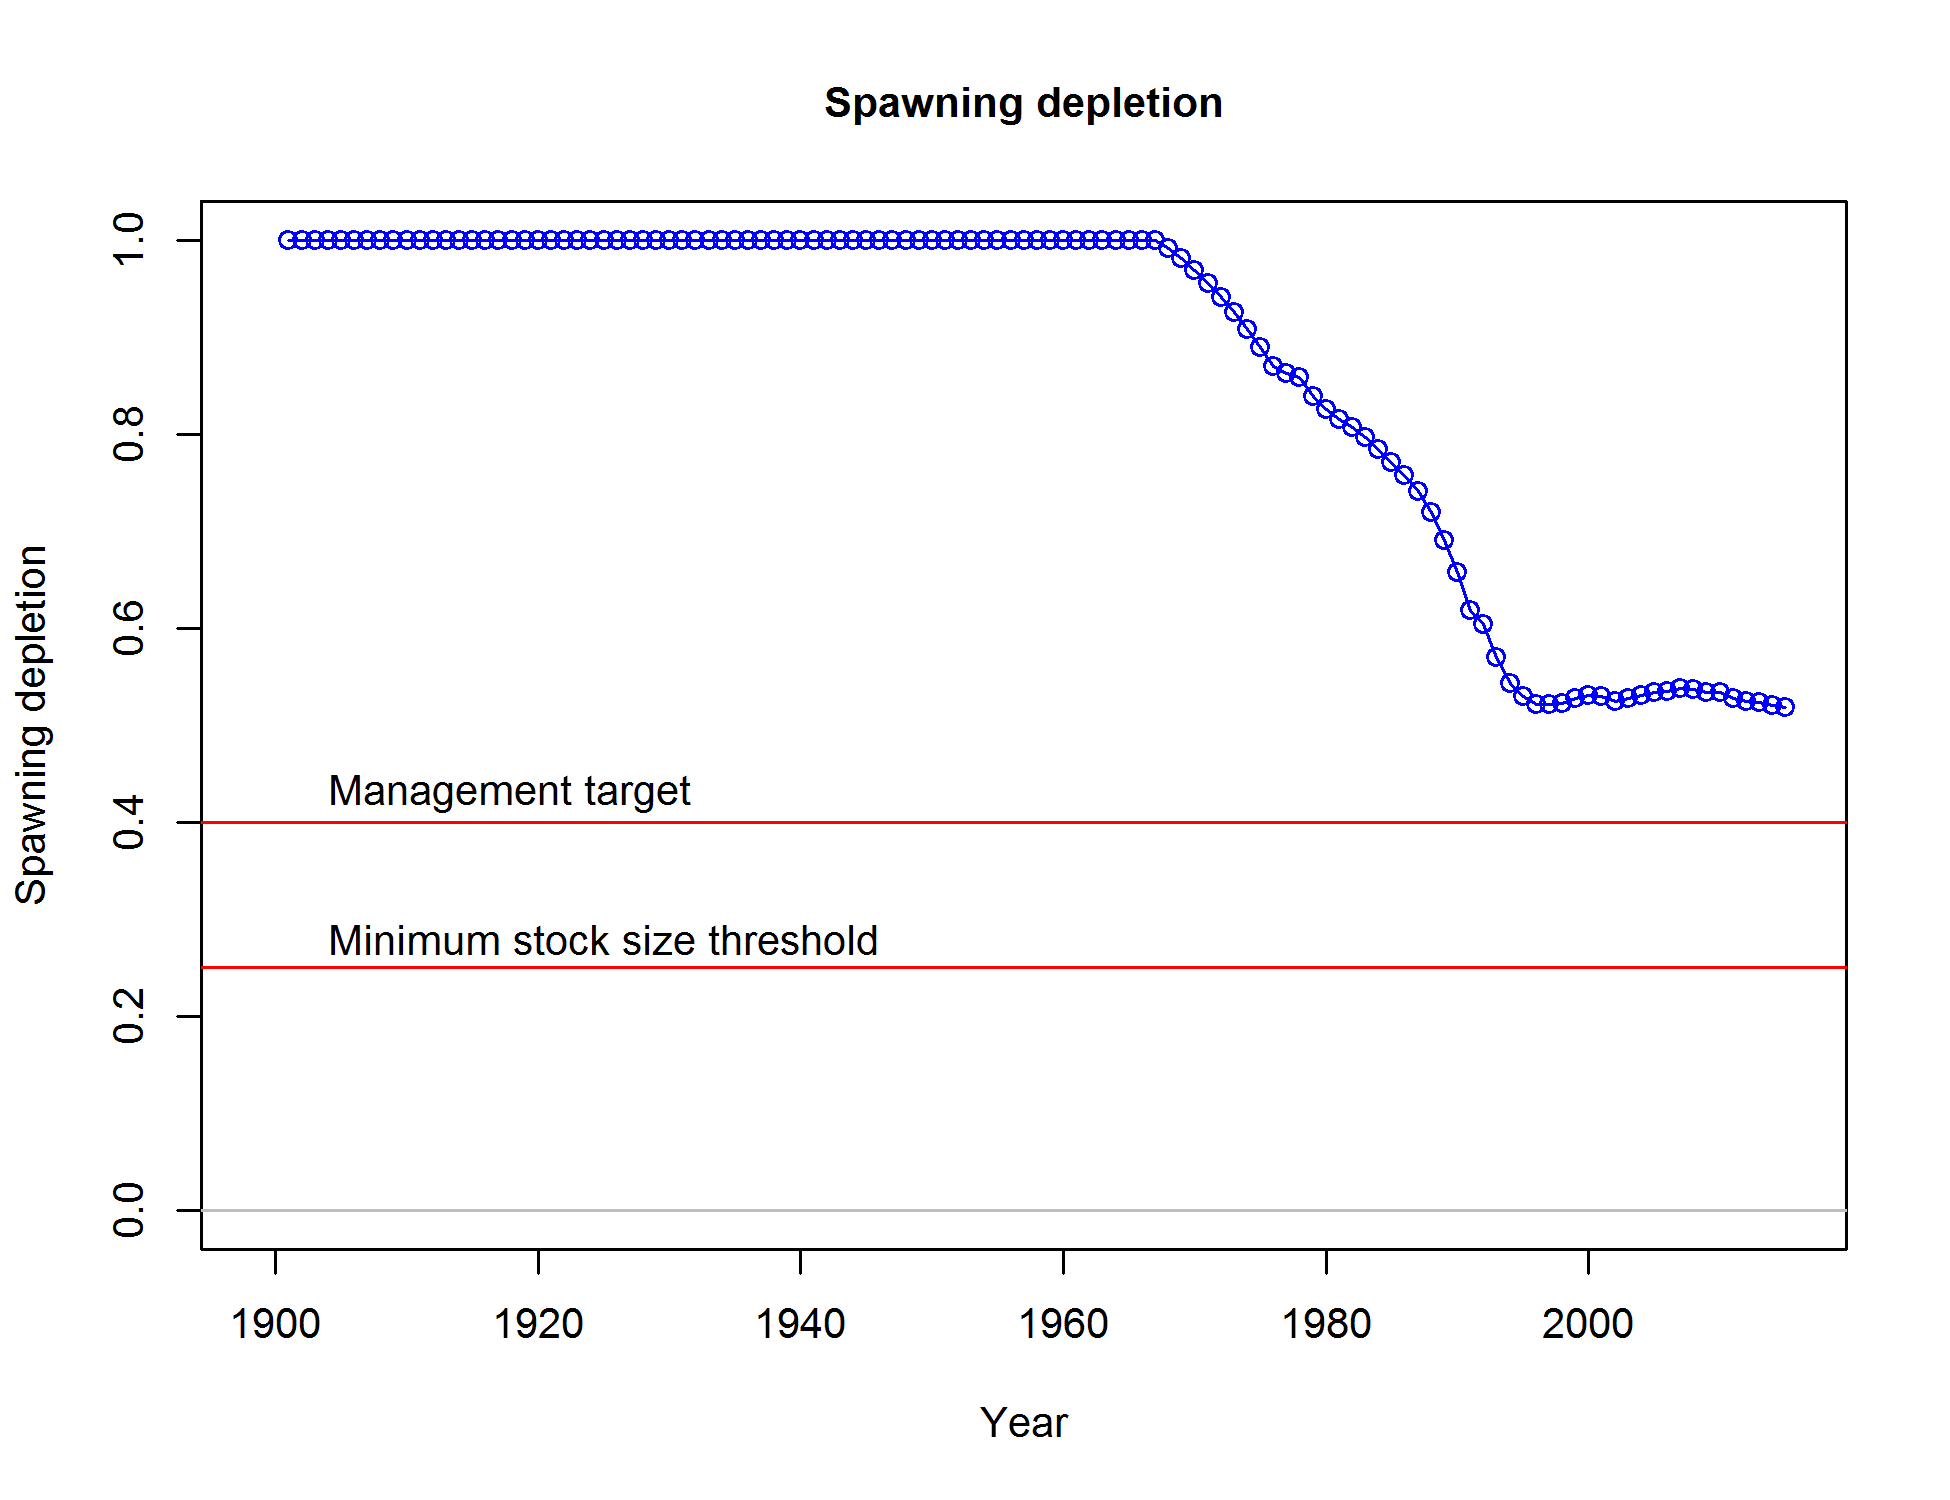 Spawning depletion
Spawning depletion
1.0
0.8
0.6
0.4
0.2
0.0
Management target
Minimum stock size threshold
1900 1920 1940 1960 1980 2000
Year